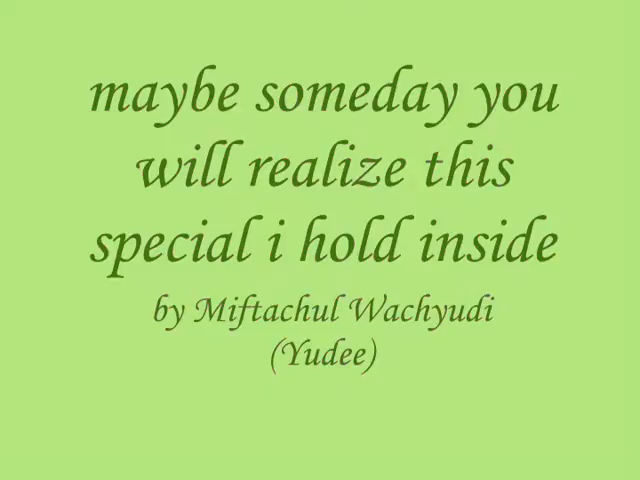 maybe someday you
will realize this
special i hold inside
by Miftachul Wachyudi
(Yudee)